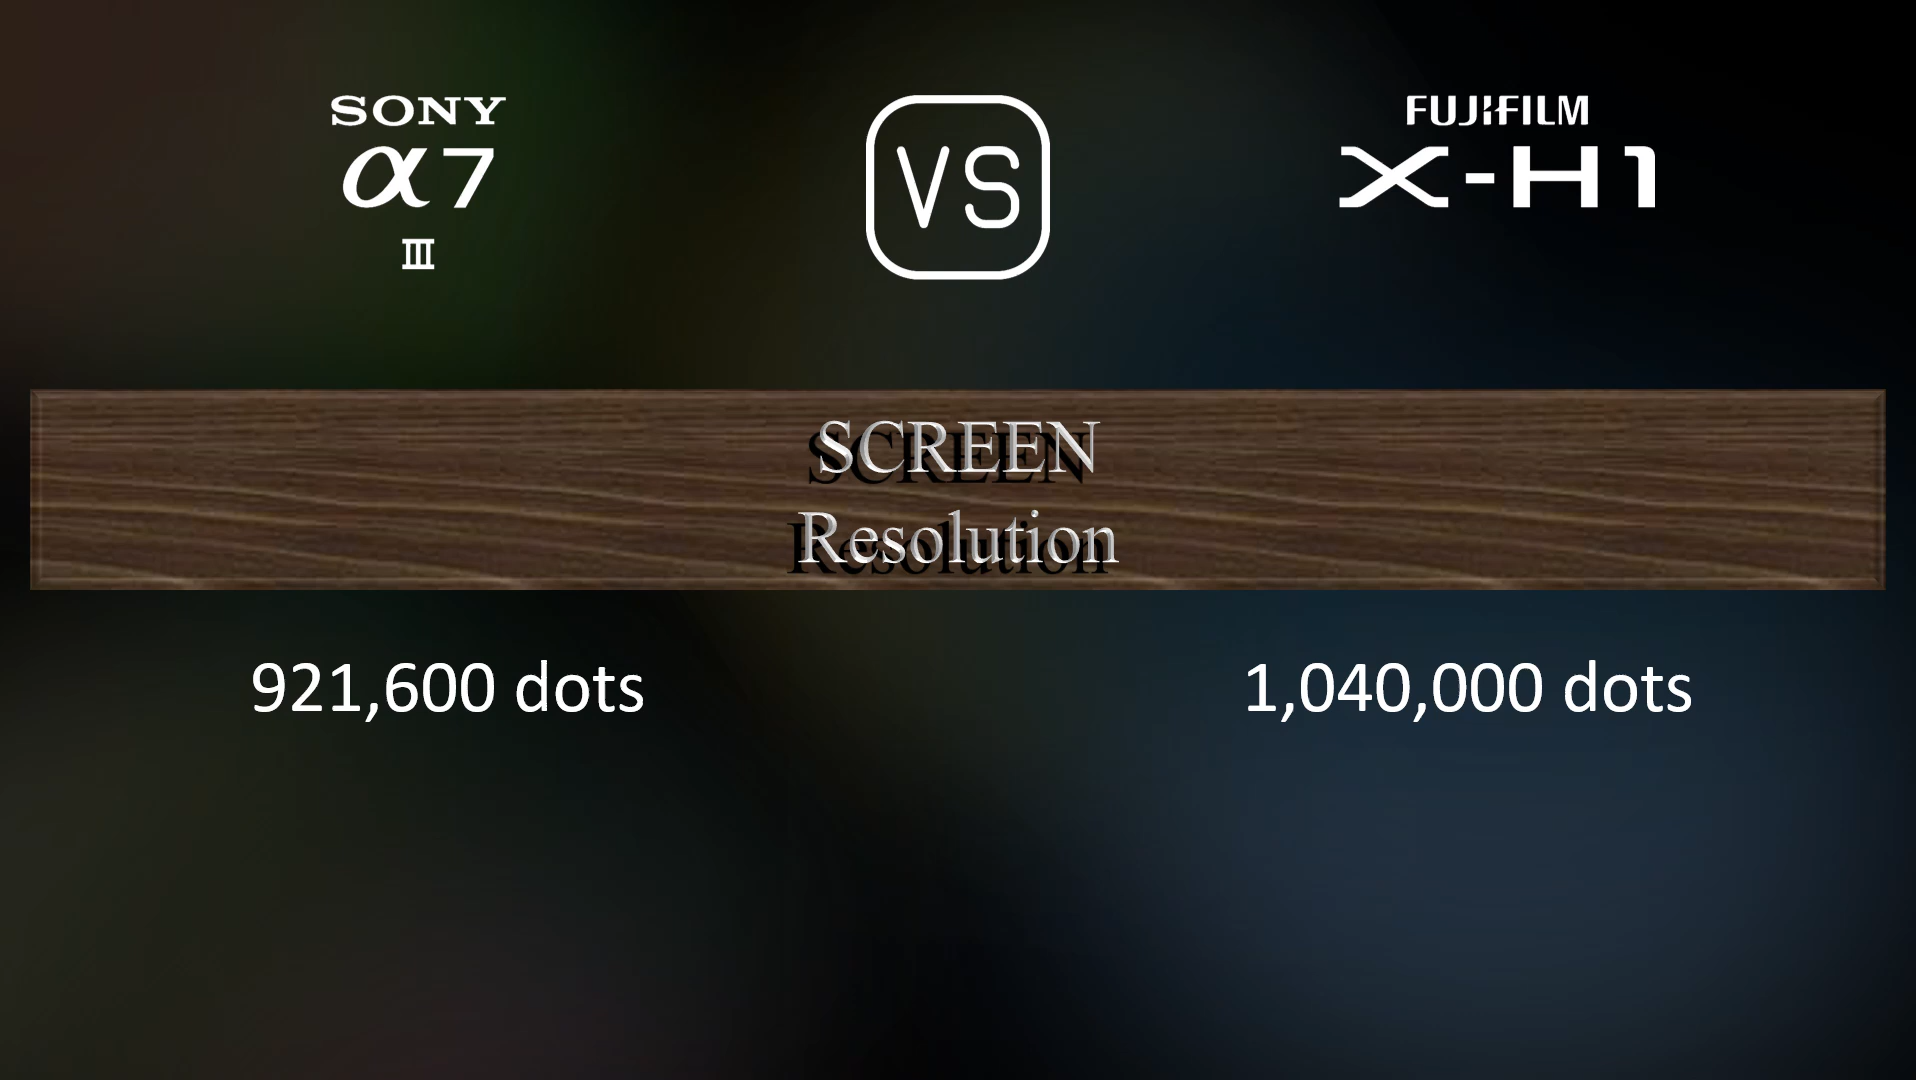 SONY
α7
III
VS
FUJIFILM
X-H1
SCREEN
Resolution
921,600 dots
1,040,000 dots